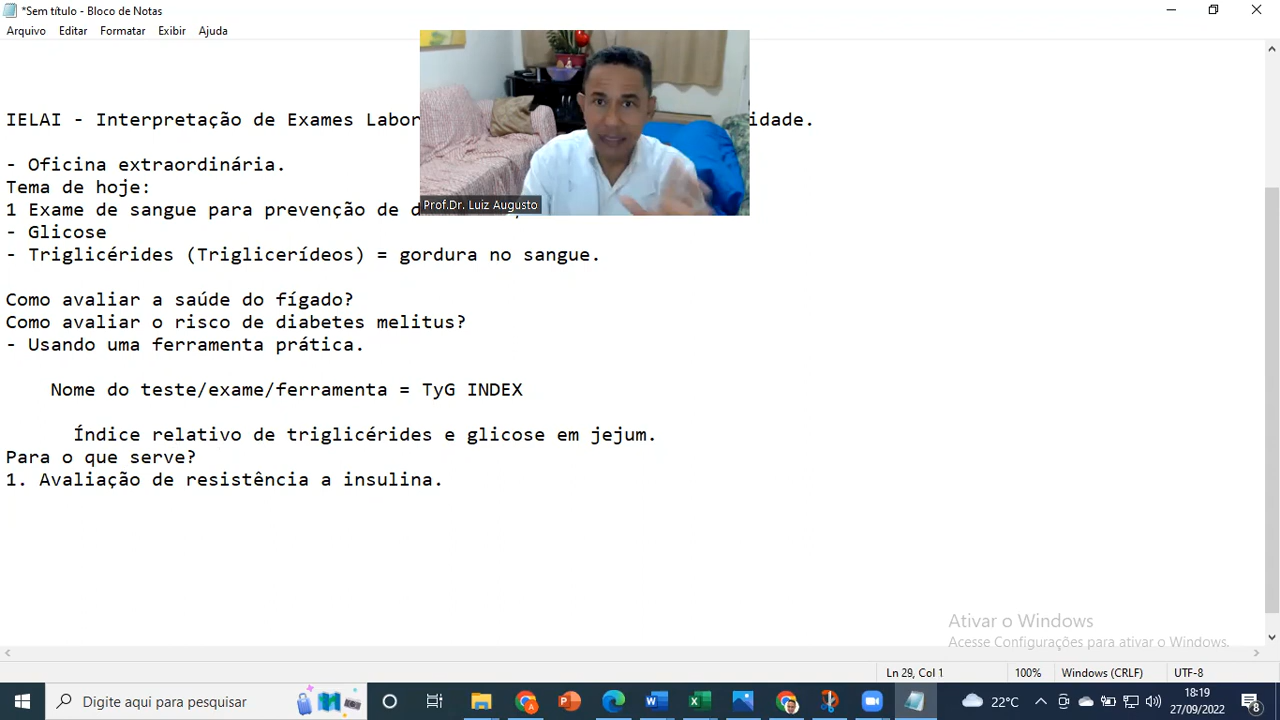 *Sem título - Bloco de Notas
Arquivo Editar Formatar Exibir Ajuda
IELAI - Interpretação de Exames Labor idade.
- Oficina extraordinária.
Tema de hoje:
1 Exame de sangue para prevenção de d
- Glicose
- Triglicérides (Triglicerídeos) = gordura no sangue.
Como avaliar a saúde do fígado?
Como avaliar o risco de diabetes melitus?
- Usando uma ferramenta prática.
Nome do teste/exame/ferramenta = TyG INDEX
Índice relativo de triglicérides e glicose em jejum.
Para o que serve?
1. Avaliação de resistência a insulina.
Prof.Dr. Luiz Augusto
Ativar o Windows
Acesse Configurações para ativar o Windows.
Ln 29, Col 1 100% Windows (CRLF) UTF-8
Digite aqui para pesquisar
22°C
18:19
27/09/2022
8